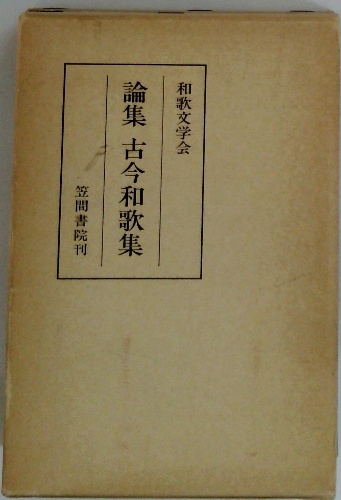 和歌文学会
論集 古今和歌集
笠間書院刊